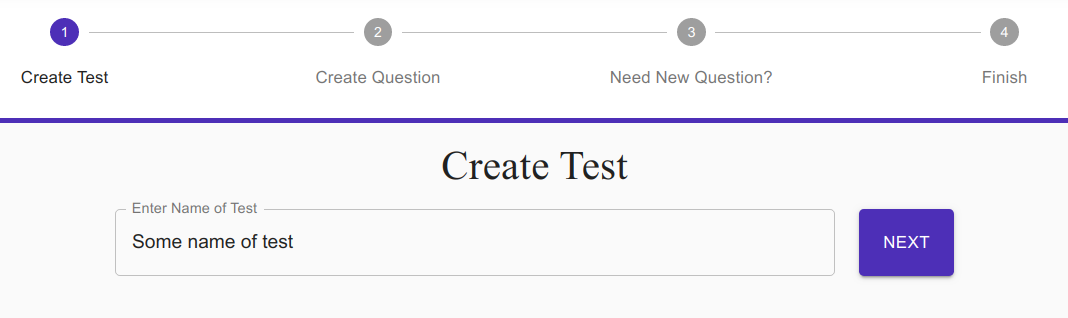 1 2 3 4
Create Test Create Question Need New Question? Finish
Create Test
Enter Name of Test
Some name of test
NEXT